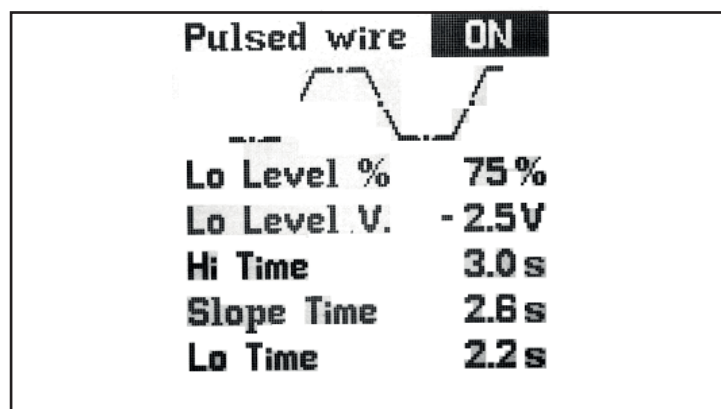 Pulsed wire ON
Lo Level % 75%
Lo Level V. -2.5V
Hi Time 3.0s
Slope Time 2.6s
Lo Time 2.2s